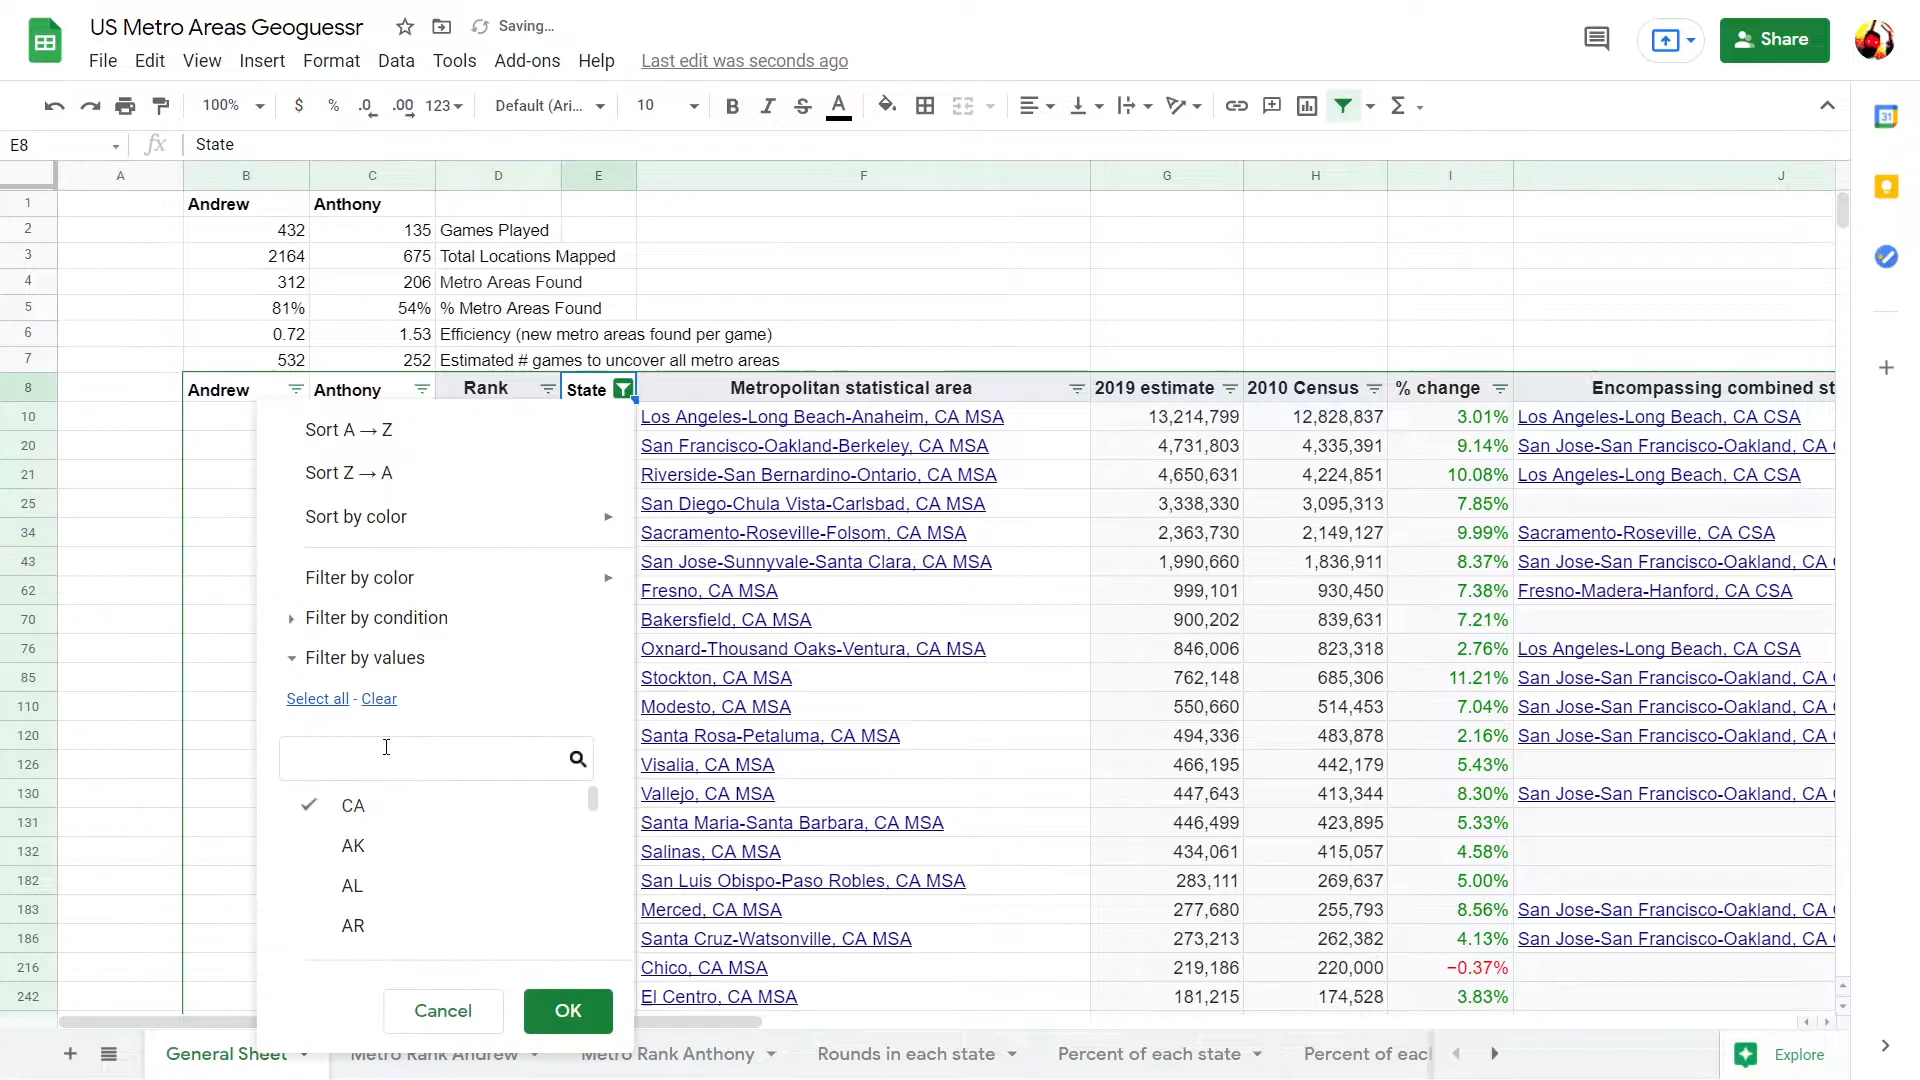 US Metro Areas Geoguessr Saving...
File Edit View Insert Format Data Tools Add-ons Help Last edit was seconds ago
Share
100% $ % .0 .00 123 Default (Ari... 10 B I S A Σ
31
E8 fx State
A B C D E F G H I J
1 Andrew Anthony
2 432 135 Games Played
3 2164 675 Total Locations Mapped
4 312 206 Metro Areas Found
5 81% 54% % Metro Areas Found
6 0.72 1.53 Efficiency (new metro areas found per game)
7 532 252 Estimated # games to uncover all metro areas
8 Andrew Anthony Rank State Metropolitan statistical area 2019 estimate 2010 Census % change Encompassing combined st
10 Los Angeles-Long Beach-Anaheim, CA MSA 13,214,799 12,828,837 3.01% Los Angeles-Long Beach, CA CSA
20 San Francisco-Oakland-Berkeley, CA MSA 4,731,803 4,335,391 9.14% San Jose-San Francisco-Oakland, CA
21 Riverside-San Bernardino-Ontario, CA MSA 4,650,631 4,224,851 10.08% Los Angeles-Long Beach, CA CSA
25 San Diego-Chula Vista-Carlsbad, CA MSA 3,338,330 3,095,313 7.85%
34 Sacramento-Roseville-Folsom, CA MSA 2,363,730 2,149,127 9.99% Sacramento-Roseville, CA CSA
43 San Jose-Sunnyvale-Santa Clara, CA MSA 1,990,660 1,836,911 8.37% San Jose-San Francisco-Oakland, CA
62 Fresno, CA MSA 999,101 930,450 7.38% Fresno-Madera-Hanford, CA CSA
70 Bakersfield, CA MSA 900,202 839,631 7.21%
76 Oxnard-Thousand Oaks-Ventura, CA MSA 846,006 823,318 2.76% Los Angeles-Long Beach, CA CSA
85 Stockton, CA MSA 762,148 685,306 11.21% San Jose-San Francisco-Oakland, CA
110 Modesto, CA MSA 550,660 514,453 7.04% San Jose-San Francisco-Oakland, CA
120 Santa Rosa-Petaluma, CA MSA 494,336 483,878 2.16% San Jose-San Francisco-Oakland, CA
126 Visalia, CA MSA 466,195 442,179 5.43%
130 Vallejo, CA MSA 447,643 413,344 8.30% San Jose-San Francisco-Oakland, CA
131 Santa Maria-Santa Barbara, CA MSA 446,499 423,895 5.33%
132 Salinas, CA MSA 434,061 415,057 4.58%
182 San Luis Obispo-Paso Robles, CA MSA 283,111 269,637 5.00%
183 Merced, CA MSA 277,680 255,793 8.56% San Jose-San Francisco-Oakland, CA
186 Santa Cruz-Watsonville, CA MSA 273,213 262,382 4.13% San Jose-San Francisco-Oakland, CA
216 Chico, CA MSA 219,186 220,000 −0.37%
242 El Centro, CA MSA 181,215 174,528 3.83%
Sort A → Z
Sort Z → A
Sort by color
Filter by color
Filter by condition
Filter by values
Select all - Clear
CA
AK
AL
AR
Cancel OK
General Sheet Metro Rank Andrew Metro Rank Anthony Rounds in each state Percent of each state Percent of eacl Explore